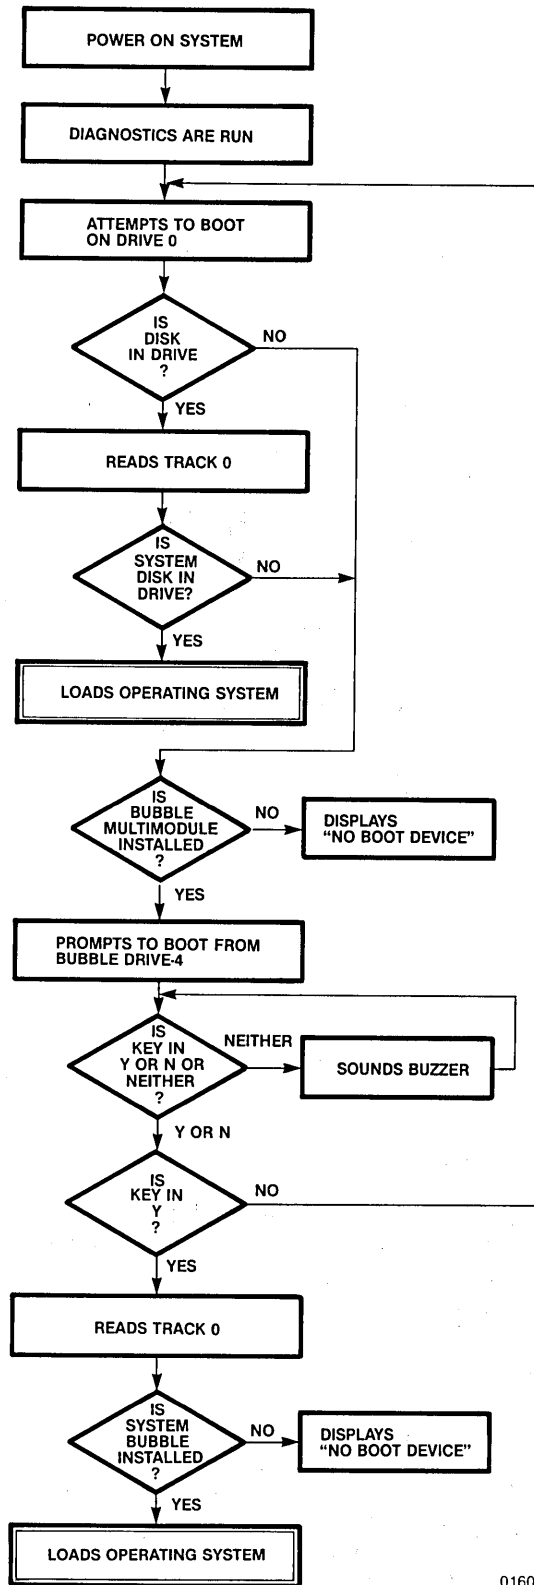 POWER ON SYSTEM
DIAGNOSTICS ARE RUN
ATTEMPTS TO BOOT
ON DRIVE 0
IS
DISK
IN DRIVE
?
NO
YES
READS TRACK 0
IS
SYSTEM
DISK IN
DRIVE?
NO
YES
LOADS OPERATING SYSTEM
IS
BUBBLE
MULTIMODULE
INSTALLED
?
NO
DISPLAYS
“NO BOOT DEVICE”
YES
PROMPTS TO BOOT FROM
BUBBLE DRIVE-4
IS
KEY IN
Y OR N OR
NEITHER
?
NEITHER
SOUNDS BUZZER
Y OR N
IS
KEY IN
Y
?
NO
YES
READS TRACK 0
IS
SYSTEM
BUBBLE
INSTALLED
?
NO
DISPLAYS
“NO BOOT DEVICE”
YES
LOADS OPERATING SYSTEM
0160